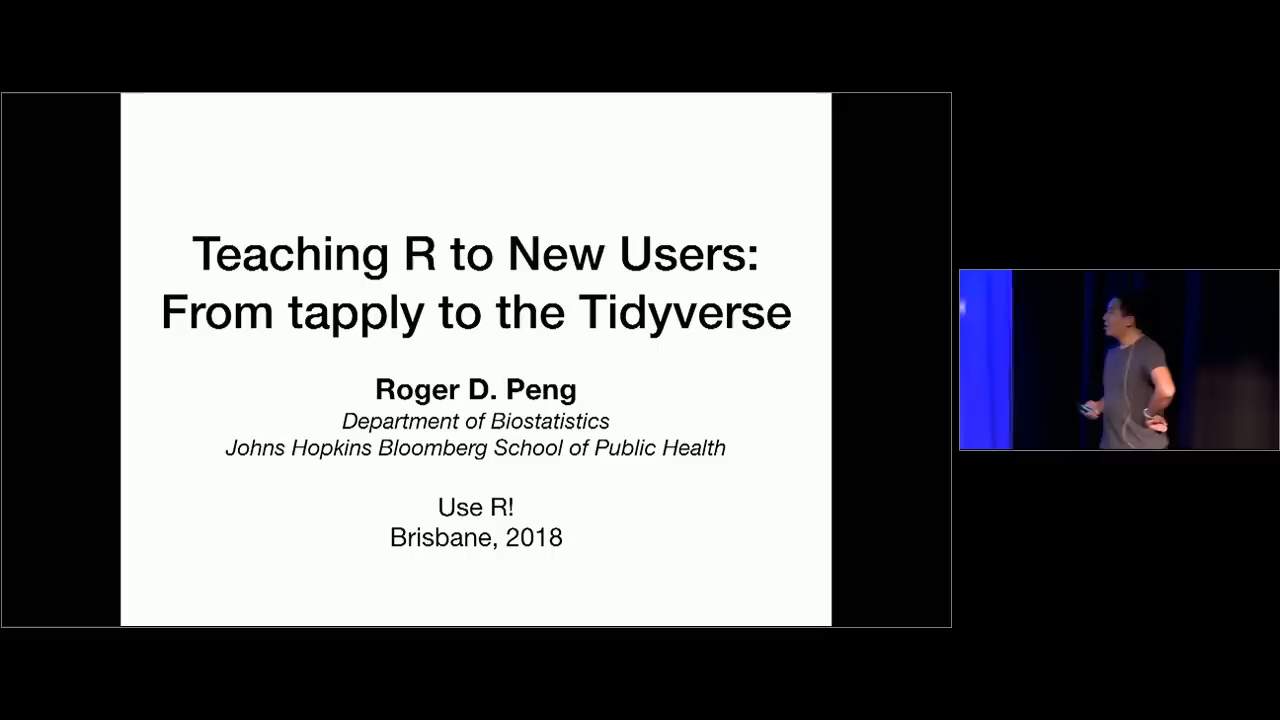 Teaching R to New Users:
From tapply to the Tidyverse
Roger D. Peng
Department of Biostatistics
Johns Hopkins Bloomberg School of Public Health
Use R!
Brisbane, 2018